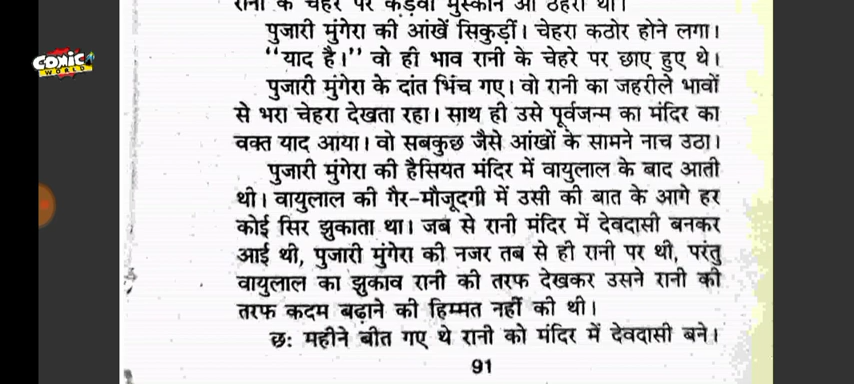 रानी के चेहरे पर कड़वी मुस्कान आ ठहरी थी।
पुजारी मुंगेरा की आंखें सिकुड़ीं। चेहरा कठोर होने लगा।
‘‘याद है।’’ वो ही भाव रानी के चेहरे पर छाए हुए थे।
पुजारी मुंगेरा के दांत भिंच गए। वो रानी का जहरीले भावों
से भरा चेहरा देखता रहा। साथ ही उसे पूर्वजन्म का मंदिर का
वक्त याद आया। वो सबकुछ जैसे आंखों के सामने नाच उठा।
पुजारी मुंगेरा की हैसियत मंदिर में वायुलाल के बाद आती
थी। वायुलाल की गैर-मौजूदगी में उसी की बात के आगे हर
कोई सिर झुकाता था। जब से रानी मंदिर में देवदासी बनकर
आई थी, पुजारी मुंगेरा की नजर तब से ही रानी पर थी, परंतु
वायुलाल का झुकाव रानी की तरफ देखकर उसने रानी की
तरफ कदम बढ़ाने की हिम्मत नहीं की थी।
छः महीने बीत गए थे रानी को मंदिर में देवदासी बने।
91
COMIC
WORLD